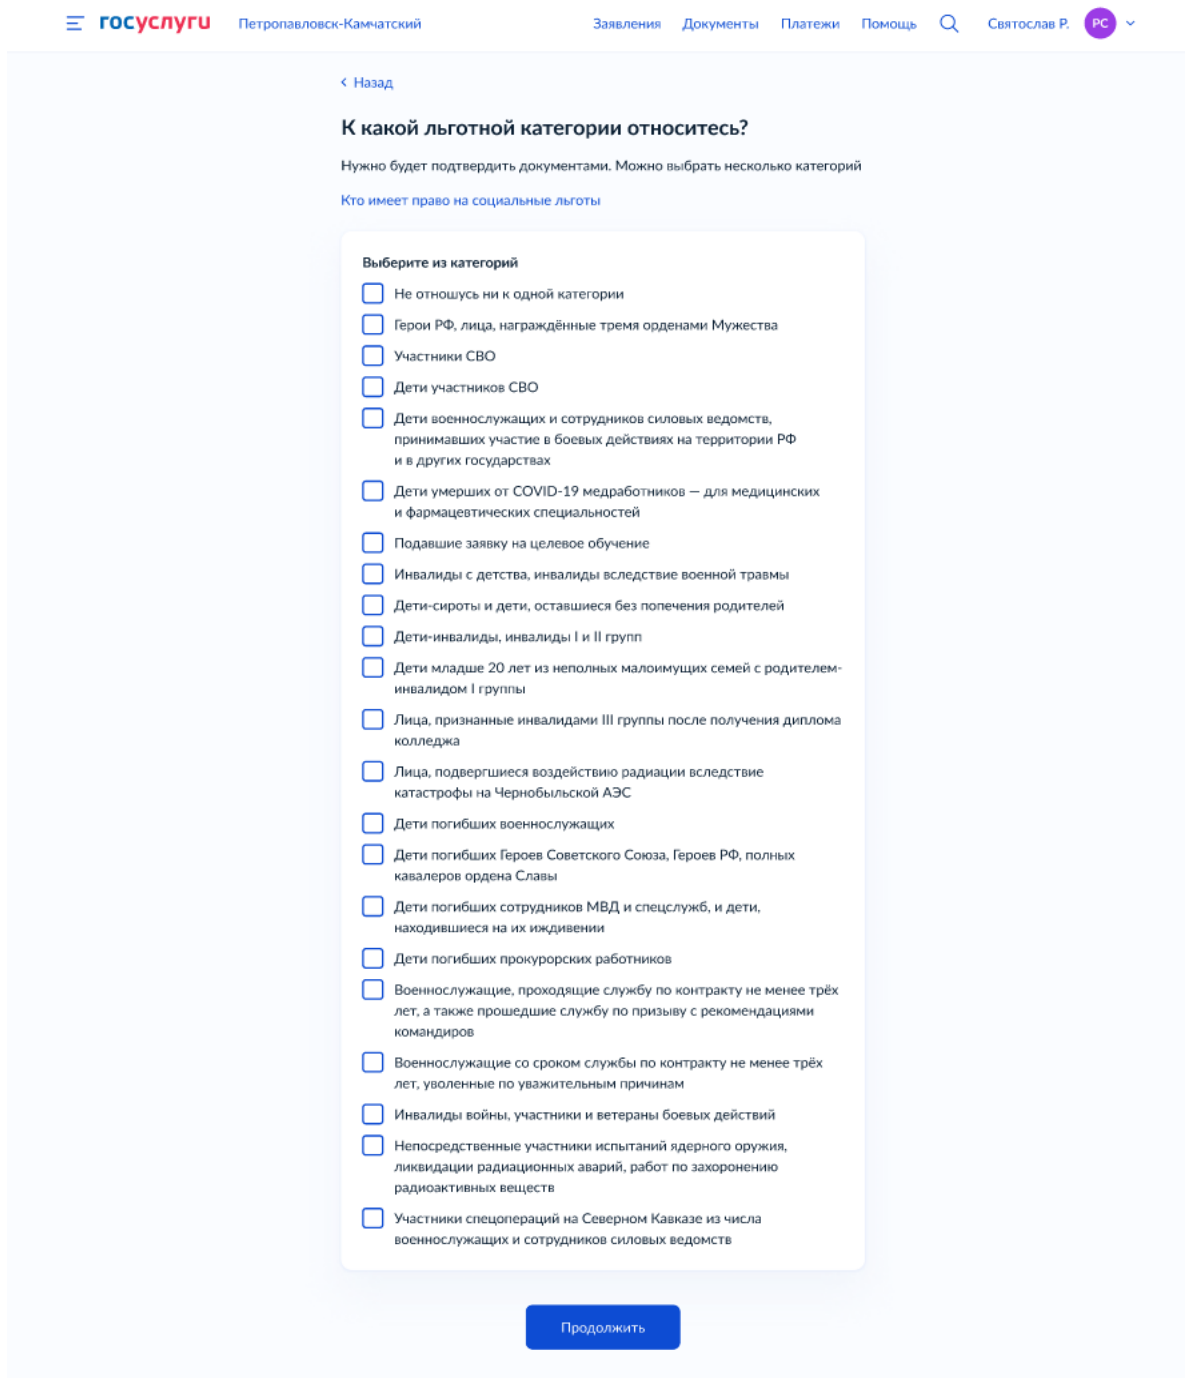 госуслуги Петропавловск-Камчатский Заявления Документы Платежи Помощь Святослав Р. РС
Назад
К какой льготной категории относитесь?
Нужно будет подтвердить документами. Можно выбрать несколько категорий
Кто имеет право на социальные льготы
Выберите из категорий
Не отношусь ни к одной категории
Герои РФ, лица, награждённые тремя орденами Мужества
Участники СВО
Дети участников СВО
Дети военнослужащих и сотрудников силовых ведомств,
принимавших участие в боевых действиях на территории РФ
и в других государствах
Дети умерших от COVID-19 медработников — для медицинских
и фармацевтических специальностей
Подавшие заявку на целевое обучение
Инвалиды с детства, инвалиды вследствие военной травмы
Дети-сироты и дети, оставшиеся без попечения родителей
Дети-инвалиды, инвалиды I и II групп
Дети младше 20 лет из неполных малоимущих семей с родителем-
инвалидом I группы
Лица, признанные инвалидами III группы после получения диплома
колледжа
Лица, подвергшиеся воздействию радиации вследствие
катастрофы на Чернобыльской АЭС
Дети погибших военнослужащих
Дети погибших Героев Советского Союза, Героев РФ, полных
кавалеров ордена Славы
Дети погибших сотрудников МВД и спецслужб, и дети,
находившиеся на их иждивении
Дети погибших прокурорских работников
Военнослужащие, проходящие службу по контракту не менее трёх
лет, а также прошедшие службу по призыву с рекомендациями
командиров
Военнослужащие со сроком службы по контракту не менее трёх
лет, уволенные по уважительным причинам
Инвалиды войны, участники и ветераны боевых действий
Непосредственные участники испытаний ядерного оружия,
ликвидации радиационных аварий, работ по захоронению
радиоактивных веществ
Участники спецопераций на Северном Кавказе из числа
военнослужащих и сотрудников силовых ведомств
Продолжить